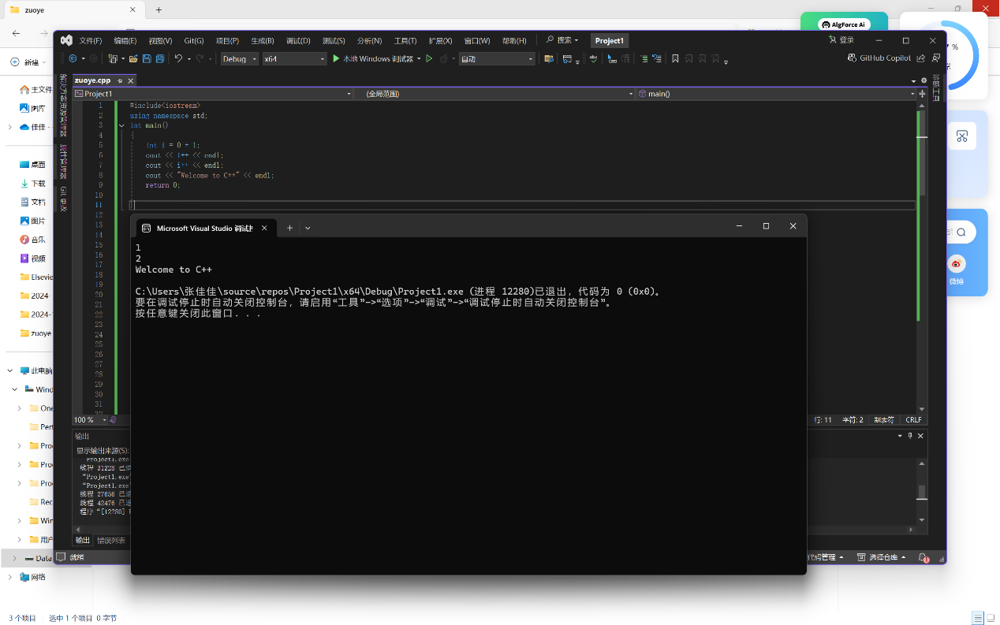 zuoye
AlgForce Ai
文件(F) 编辑(E) 视图(V) Git(G) 项目(P) 生成(B) 调试(D) 测试(S) 分析(N) 工具(T) 扩展(X) 窗口(W) 帮助(H) 搜索 Project1
登录
%
新建
Debug x64 本地 Windows 调试器 自动
GitHub Copilot
zuoye.cpp
Project1 (全局范围) main()
主文件
图库
佳佳 -
桌面
下载
文档
图片
音乐
视频
Elsevie
2024
2024-
zuoye
此电脑
Wind
One
Perf
Pro
Pro
Pro
Rec
Win
用户
Data
网络
Git 更改
1 #include<iostream>
2 using namespace std;
3 int main()
4 {
5 int i = 0 + 1;
6 cout << i++ << endl;
7 cout << i++ << endl;
8 cout << "Welcome to C++" << endl;
9 return 0;
10
11 }
12
13
14
15
16
17
18
19
20
21
22
23
24
25
26
27
28
29
30
31
微博
Microsoft Visual Studio 调试
1
2
Welcome to C++
C:\Users\张佳佳\source\repos\Project1\x64\Debug\Project1.exe (进程 12280)已退出，代码为 0 (0x0)。
要在调试停止时自动关闭控制台，请启用“工具”->“选项”->“调试”->“调试停止时自动关闭控制台”。
按任意键关闭此窗口. . .
100 %
行: 11 字符: 2 制表符 CRLF
输出
显示输出来源(S):
“Project1.exe
线程 31223 已
“Project1.exe
“Project1.exe
线程 27656 已
线程 42476 已
程序“[12280]
输出 错误列表
就绪
代码管理 选择仓库 1
3 个项目 选中 1 个项目 0 字节